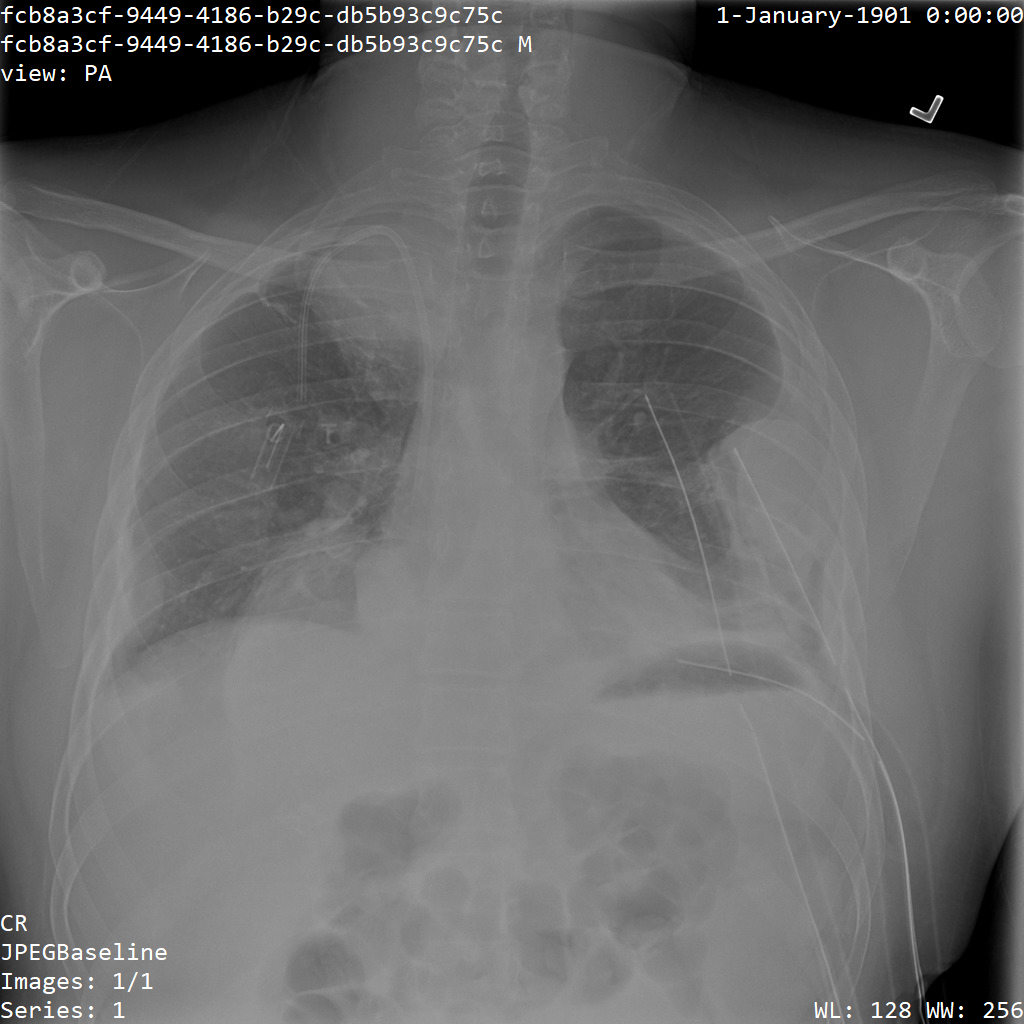 fcb8a3cf-9449-4186-b29c-db5b93c9c75c
fcb8a3cf-9449-4186-b29c-db5b93c9c75c M
view: PA
1-January-1901 0:00:00
L
CR
JPEGBaseline
Images: 1/1
Series: 1
WL: 128 WW: 256